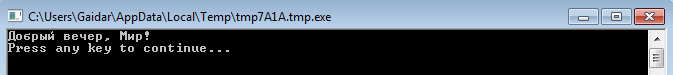 C:\Users\Gaidar\AppData\Local\Temp\tmp7A1A.tmp.exe
Добрый вечер, Мир!
Press any key to continue...